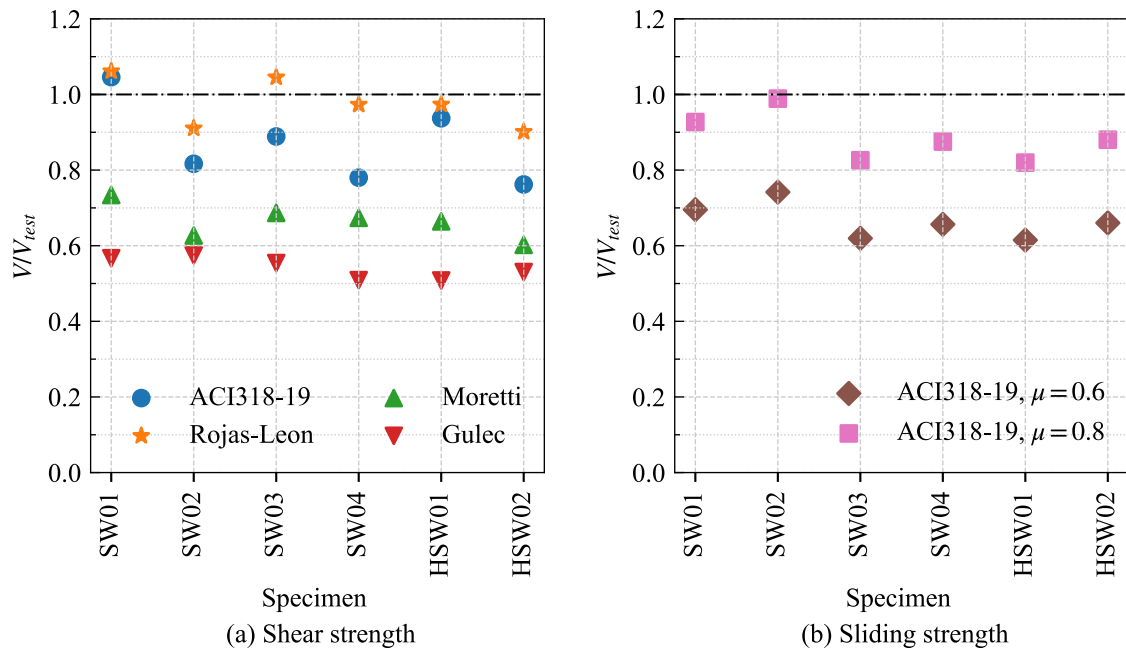 1.2
1.0
0.8
0.6
0.4
0.2
0.0
V/V_test
ACI318-19
Rojas-Leon
Moretti
Gulec
SW01
SW02
SW03
SW04
HSW01
HSW02
Specimen
(a) Shear strength
1.2
1.0
0.8
0.6
0.4
0.2
0.0
V/V_test
ACI318-19, μ = 0.6
ACI318-19, μ = 0.8
SW01
SW02
SW03
SW04
HSW01
HSW02
Specimen
(b) Sliding strength